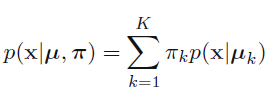 p(x|μ, π) = ∑_{k=1}^{K} π_k p(x|μ_k)